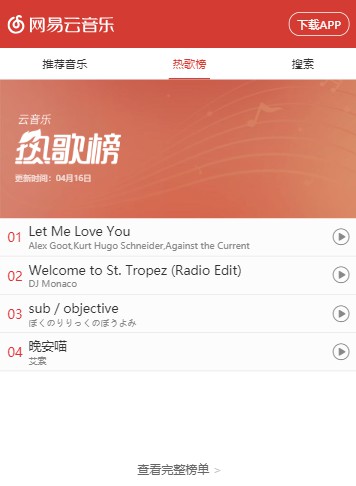 网易云音乐
下载APP
推荐音乐 热歌榜 搜索
云音乐
热歌榜
更新时间：04月16日
01 Let Me Love You
Alex Goot,Kurt Hugo Schneider,Against the Current
02 Welcome to St. Tropez (Radio Edit)
DJ Monaco
03 sub / objective
ぼくのりりっくのぼうよみ
04 晚安喵
艾索
查看完整榜单 >